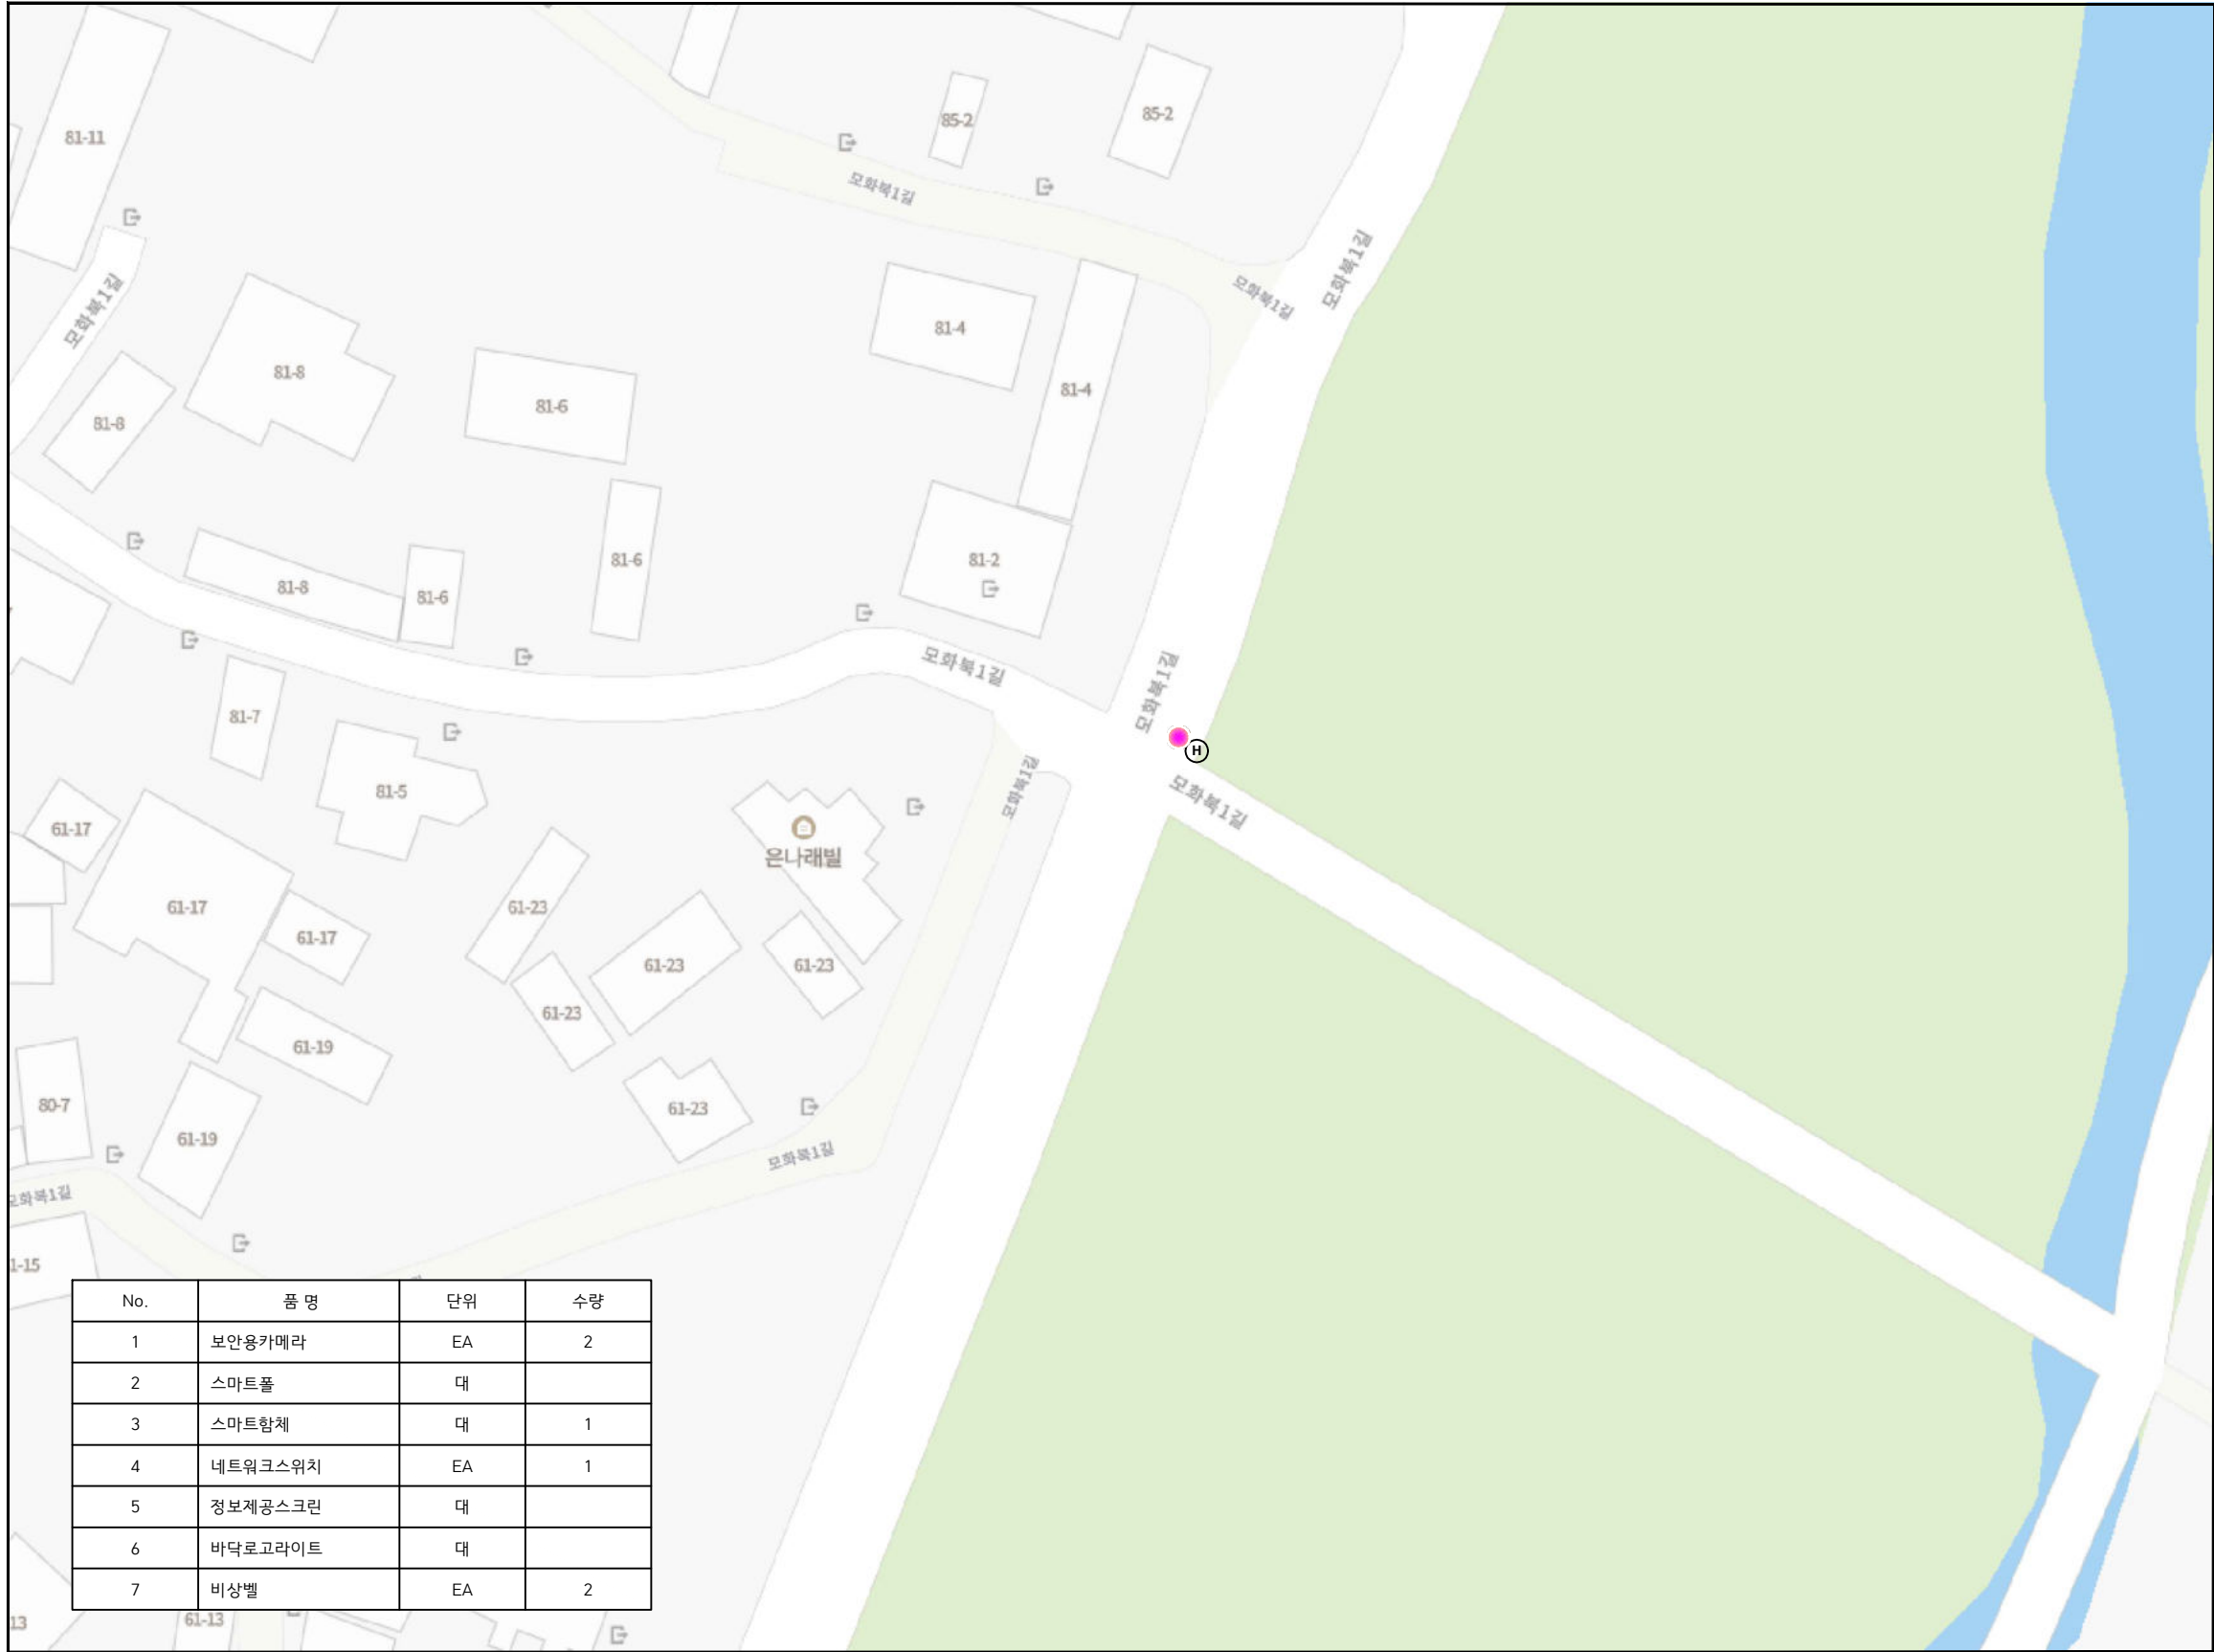 85-2
85-2
81-11
모화북1길
모화북1길
모화북1길
모화북1길
81-4
81-4
81-8
81-6
81-8
81-6
81-2
81-8
81-6
모화북1길
모화북1길
81-7
H
모화북1길
모화북1길
81-5
61-17
은나래빌
61-17
61-23
61-17
61-23
61-23
61-23
61-19
80-7
61-23
61-19
모화북1길
모화북1길
1-15
No. 품 명 단위 수량
1 보안용카메라 EA 2
2 스마트폴 대
3 스마트함체 대 1
4 네트워크스위치 EA 1
5 정보제공스크린 대
6 바닥로고라이트 대
7 비상벨 EA 2
13
61-13